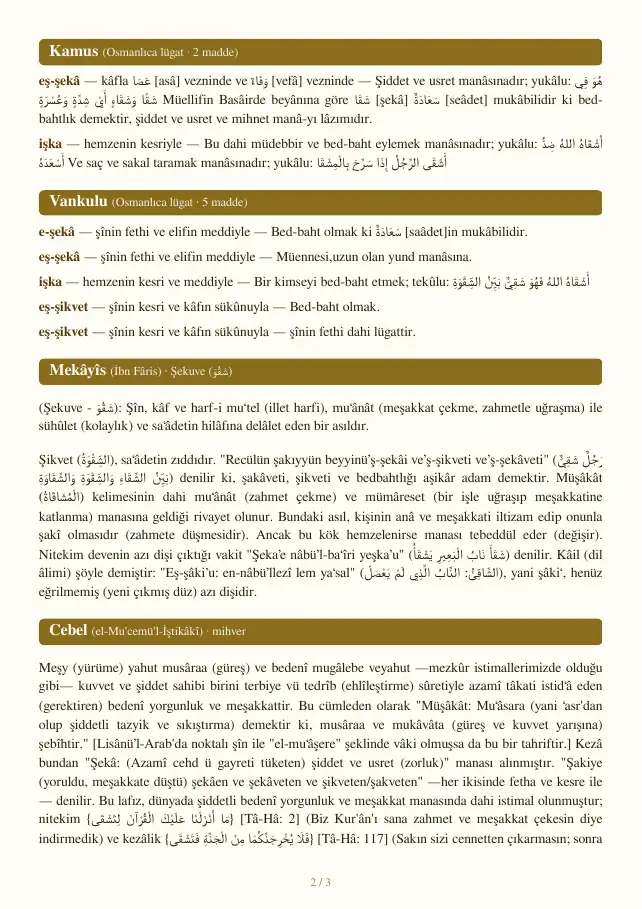 Kamus (Osmanlıca lügat · 2 madde)
eş-şekâ — kâfla عَصَا [asâ] vezninde ve وَفَاءٌ [vefâ] vezninde — Şiddet ve usret manâsınadır; yukâlu: هُوَ فِي
شَقًا وَشَقَاءٍ أَيْ شِدَّةٍ وَعُسْرَةٍ Müellifin Basâirde beyânına göre شَقَا [şekâ] سَعَادَةٌ [seâdet] mukâbilidir ki bed-
bahtlık demektir, şiddet ve usret ve mihnet manâ-yı lâzımıdır.
işka — hemzenin kesriyle — Bu dahi müdebbir ve bed-baht eylemek manâsınadır; yukâlu: أَشْقَاهُ اللهُ ضِدُّ
أَسْعَدَهُ Ve saç ve sakal taramak manâsınadır; yukâlu: أَشْقَى الرَّجُلُ إِذَا سَرَّحَ بِالْمِشْقَا
Vankulu (Osmanlıca lügat · 5 madde)
e-şekâ — şînin fethi ve elifin meddiyle — Bed-baht olmak ki سَعَادَةٌ [saâdet]in mukâbilidir.
eş-şekâ — şînin fethi ve elifin meddiyle — Müennesi,uzun olan yund manasına.
işka — hemzenin kesri ve meddiyle — Bir kimseyi bed-baht etmek; tekûlu: أَشْقَاهُ اللهُ فَهُوَ شَقِيٌّ بَيِّنُ الشِّقْوَةِ
eş-şikvet — şînin kesri ve kâfın sükûnuyla — Bed-baht olmak.
eş-şikvet — şînin kesri ve kâfın sükûnuyla — şînin fethi dahi lügattir.
Mekâyîs (İbn Fâris) · Şekuve (شَقُوَ)
(Şekuve - شَقُوَ): Şîn, kâf ve harf-i mu‘tel (illet harfi), mu‘ânât (meşakkat çekme, zahmetle uğraşma) ile
sühûlet (kolaylık) ve sa‘âdetin hilâfına delâlet eden bir asıldır.
Şikvet (الشِّقْوَةُ), sa‘âdetin zıddıdır. "Recülün şakıyyün beyyinü’ş-şekâi ve’ş-şikveti ve’ş-şekâveti" (رَجُلٌ شَقِيٌّ
بَيِّنُ الشَّقَاءِ وَالشِّقْوَةِ وَالشَّقَاوَةِ) denilir ki, şakâveti, şikveti ve bedbahtlığı aşikâr adam demektir. Müşâkât
(الْمُشَاقَاةُ) kelimesinin dahi mu‘ânât (zahmet çekme) ve mümâreset (bir işle uğraşıp meşakkatine
katlanma) manasına geldiği rivayet olunur. Bundaki asıl, kişinin anâ ve meşakkati iltizam edip onunla
şakî olmasıdır (zahmete düşmesidir). Ancak bu kök hemzelenirse manası tebeddül eder (değişir).
Nitekim devenin azı dişi çıktığı vakit "Şeka’e nâbü’l-ba‘îri yeşka’u" (شَقَأَ نَابُ الْبَعِيرِ يَشْقَأُ) denilir. Kâil (dil
âlimi) şöyle demiştir: "Eş-şâki’u: en-nâbü’llezî lem ya‘sal" (الشَّاقِئُ: النَّابُ الَّذِي لَمْ يَعْصَلْ), yani şâki‘, henüz
eğrilmemiş (yeni çıkmış düz) azı dişidir.
Cebel (el-Mu'cemü'l-İştikâkî) · mihver
Meşy (yürüme) yahut musâraa (güreş) ve bedenî mugâlebe veyahut —mezkûr istimallerimizde olduğu
gibi— kuvvet ve şiddet sahibi birini terbiye vü tedrîb (ehlîleştirme) sûretiyle azamî tâkati istid‘â eden
(gerektiren) bedenî yorgunluk ve meşakkattir. Bu cümleden olarak "Müşâkât: Mu‘âsara (yani ‘asr'dan
olup şiddetli tazyik ve sıkıştırma) demektir ki, musâraa ve mukâvâta (güreş ve kuvvet yarışına)
şebîhtir." [Lisânü’l-Arab'da noktalı şîn ile "el-mu‘âşere" şeklinde vâki olmuşsa da bu bir tahriftir.] Kezâ
bundan "Şekâ: (Azamî cehd ü gayreti tüketen) şiddet ve usret (zorluk)" manası alınmıştır. "Şakiye
(yoruldu, meşakkate düştü) şekâen ve şekâveten ve şikveten/şakveten" —her ikisinde fetha ve kesre ile
— denilir. Bu lafız, dünyada şiddetli bedenî yorgunluk ve meşakkat manasında dahi istimal olunmuştur;
nitekim {مَا أَنْزَلْنَا عَلَيْكَ الْقُرْآنَ لِتَشْقَى} [Tâ-Hâ: 2] (Biz Kur'ân'ı sana zahmet ve meşakkat çekesin diye
indirmedik) ve kezâlik {فَلَا يُخْرِجَنَّكُمَا مِنَ الْجَنَّةِ فَتَشْقَى} [Tâ-Hâ: 117] (Sakın sizi cennetten çıkarmasın; sonra
2 / 3